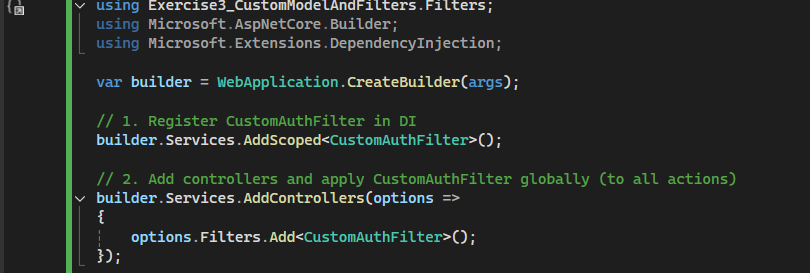 using Exercise3_CustomModelAndFilters.Filters;
using Microsoft.AspNetCore.Builder;
using Microsoft.Extensions.DependencyInjection;
var builder = WebApplication.CreateBuilder(args);
// 1. Register CustomAuthFilter in DI
builder.Services.AddScoped<CustomAuthFilter>();
// 2. Add controllers and apply CustomAuthFilter globally (to all actions)
builder.Services.AddControllers(options =>
{
    options.Filters.Add<CustomAuthFilter>();
});